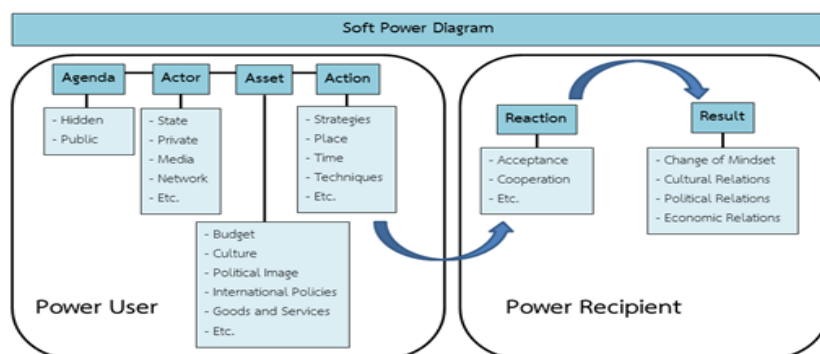 Soft Power Diagram
Agenda
- Hidden
- Public
Actor
- State
- Private
- Media
- Network
- Etc.
Asset
- Budget
- Culture
- Political Image
- International Policies
- Goods and Services
- Etc.
Action
- Strategies
- Place
- Time
- Techniques
- Etc.
Power User
Reaction
- Acceptance
- Cooperation
- Etc.
Result
- Change of Mindset
- Cultural Relations
- Political Relations
- Economic Relations
Power Recipient